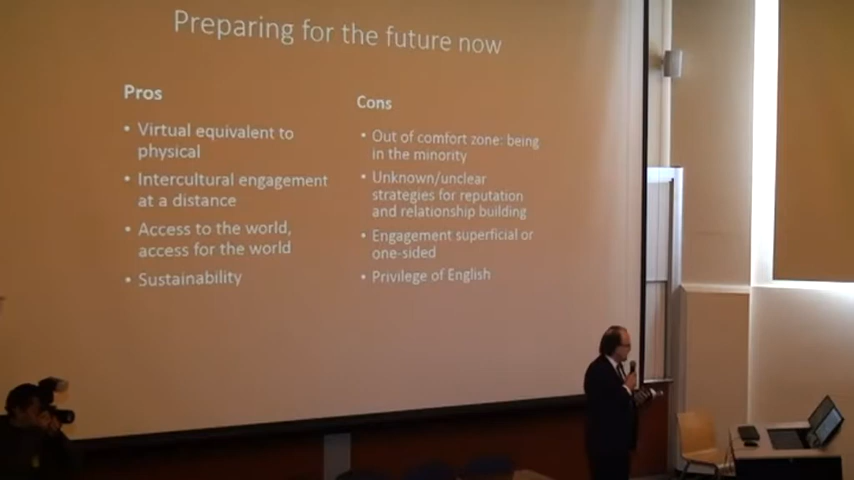 Preparing for the future now
Pros
• Virtual equivalent to
physical
• Intercultural engagement
at a distance
• Access to the world,
access for the world
• Sustainability
Cons
• Out of comfort zone: being
in the minority
• Unknown/unclear
strategies for reputation
and relationship building
• Engagement superficial or
one-sided
• Privilege of English